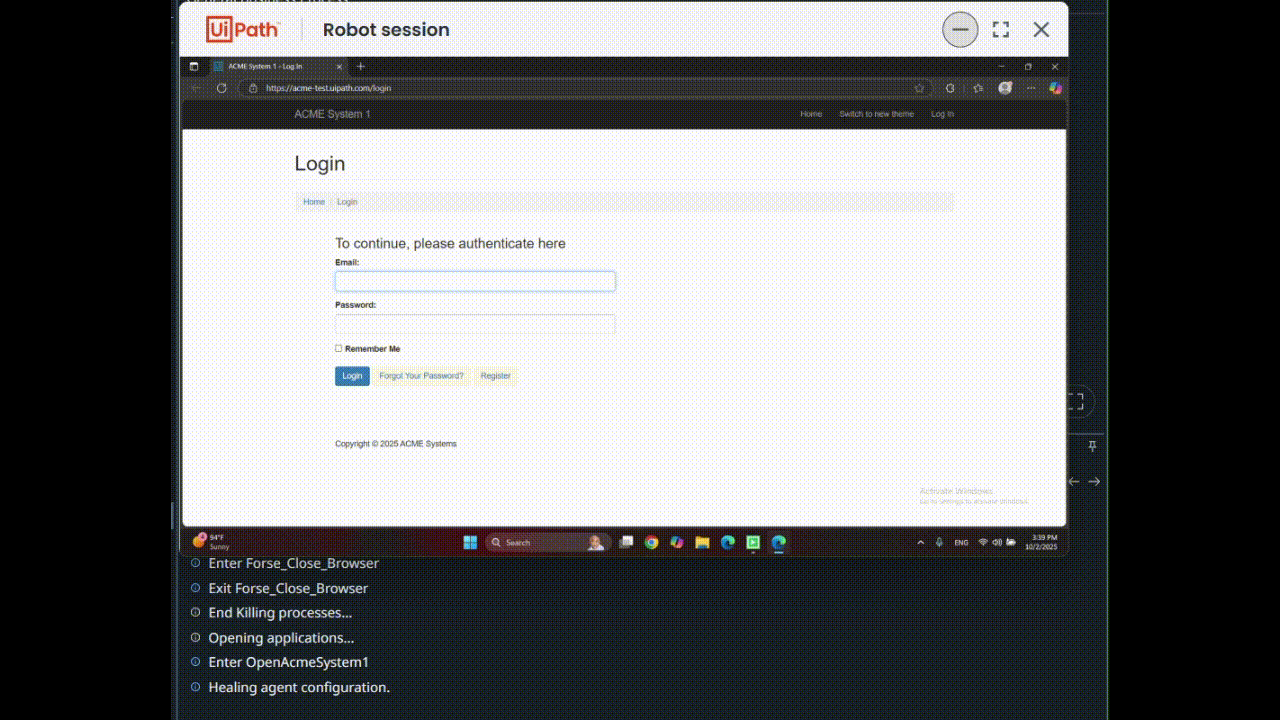 UiPath™ Robot session
ACME System 1 - Log In
https://acme-test.uipath.com/login
ACME System 1 Home Switch to new theme Log In
Login
Home Login
To continue, please authenticate here
Email:
Password:
Remember Me
Login Forgot Your Password? Register
Copyright © 2025 ACME Systems
Activate Windows
Go to Settings to activate Windows.
94°F
Sunny
Search
ENG
3:39 PM
10/2/2025
Enter Forse_Close_Browser
Exit Forse_Close_Browser
End Killing processes...
Opening applications...
Enter OpenAcmeSystem1
Healing agent configuration.